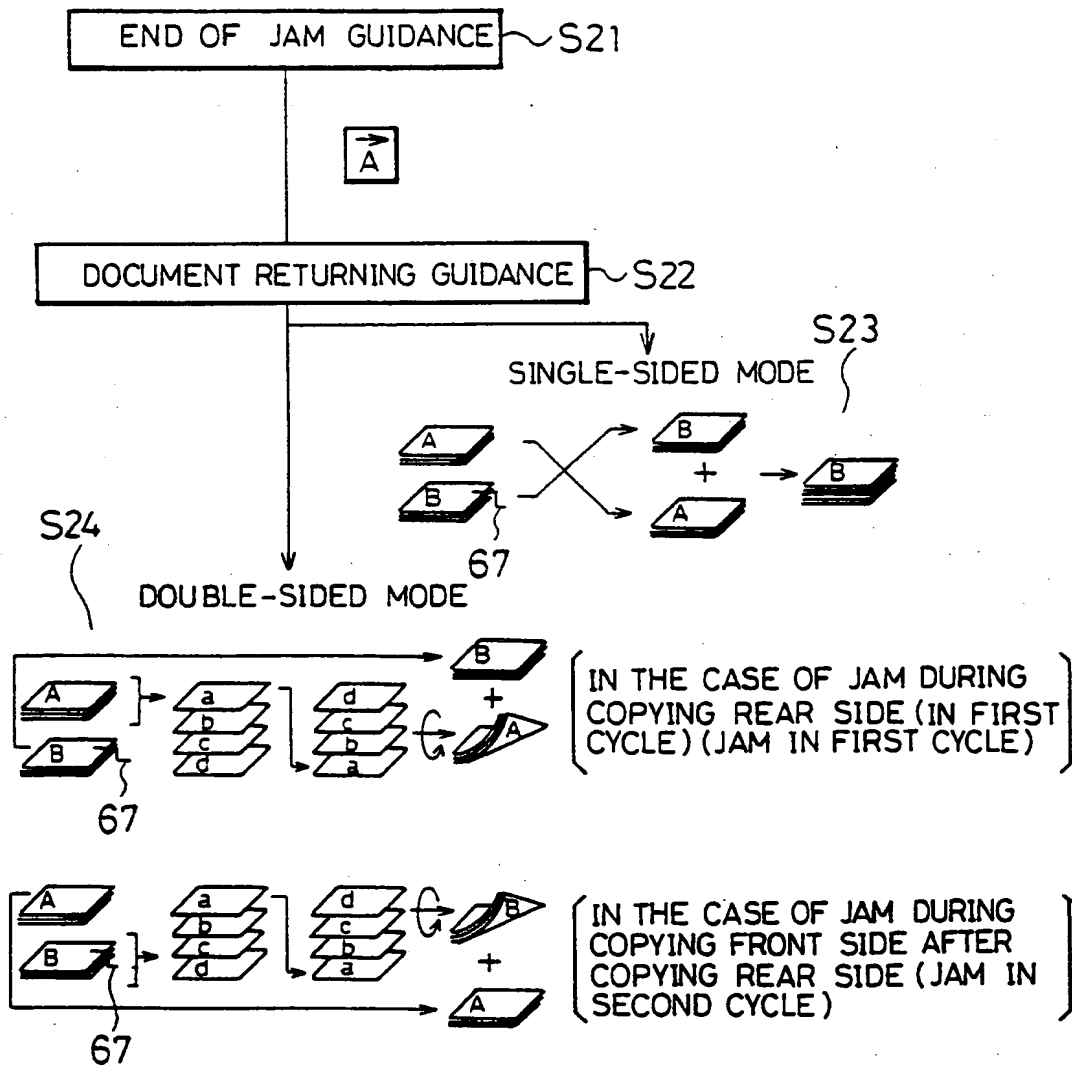 END OF JAM GUIDANCE
S21
A
DOCUMENT RETURNING GUIDANCE
S22
S23
SINGLE-SIDED MODE
A
B
B
+
A
B
67
S24
DOUBLE-SIDED MODE
A
B
67
a
b
c
d
d
c
b
a
B
+
A
IN THE CASE OF JAM DURING
COPYING REAR SIDE (IN FIRST
CYCLE) (JAM IN FIRST CYCLE)
A
B
67
a
b
c
d
d
c
b
a
B
+
A
IN THE CASE OF JAM DURING
COPYING FRONT SIDE AFTER
COPYING REAR SIDE (JAM IN
SECOND CYCLE)